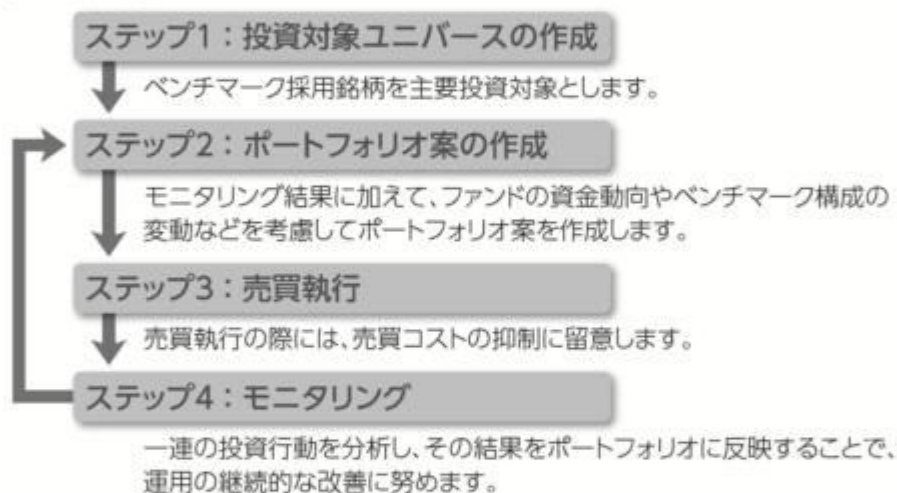 ステップ1：投資対象ユニバースの作成
ベンチマーク採用銘柄を主要投資対象とします。
ステップ2：ポートフォリオ案の作成
モニタリング結果に加えて、ファンドの資金動向やベンチマーク構成の
変動などを考慮してポートフォリオ案を作成します。
ステップ3：売買執行
売買執行の際には、売買コストの抑制に留意します。
ステップ4：モニタリング
一連の投資行動を分析し、その結果をポートフォリオに反映することで、
運用の継続的な改善に努めます。